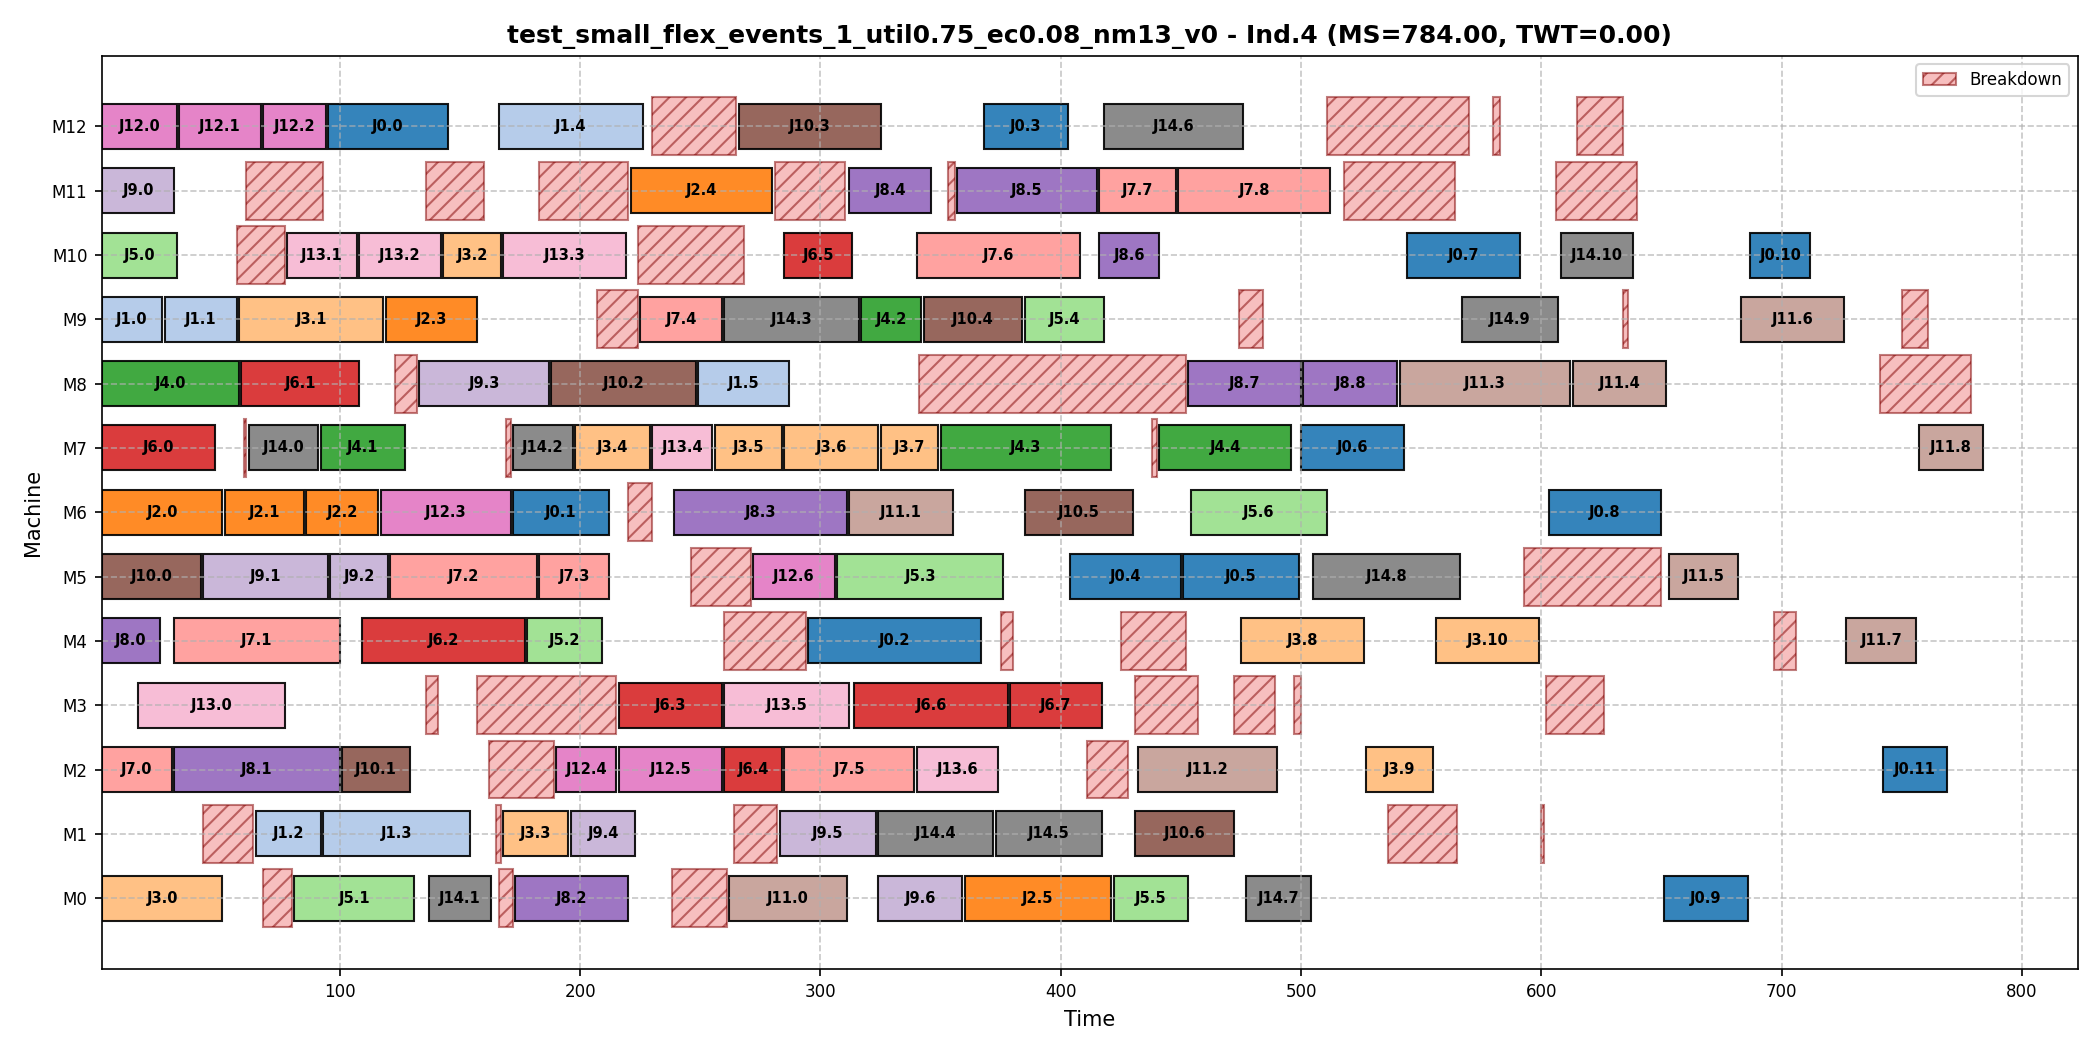 test_small_flex_events_1_util0.75_ec0.08_nm13_v0 - Ind.4 (MS=784.00, TWT=0.00)
Breakdown
M12 J12.0 J12.1 J12.2 J0.0 J1.4 J10.3 J0.3 J14.6
M11 J9.0 J2.4 J8.4 J8.5 J7.7 J7.8
M10 J5.0 J13.1 J13.2 J3.2 J13.3 J6.5 J7.6 J8.6 J0.7 J14.10 J0.10
M9 J1.0 J1.1 J3.1 J2.3 J7.4 J14.3 J4.2 J10.4 J5.4 J14.9 J11.6
M8 J4.0 J6.1 J9.3 J10.2 J1.5 J8.7 J8.8 J11.3 J11.4
M7 J6.0 J14.0 J4.1 J14.2 J3.4 J13.4 J3.5 J3.6 J3.7 J4.3 J4.4 J0.6 J11.8
M6 J2.0 J2.1 J2.2 J12.3 J0.1 J8.3 J11.1 J10.5 J5.6 J0.8
M5 J10.0 J9.1 J9.2 J7.2 J7.3 J12.6 J5.3 J0.4 J0.5 J14.8 J11.5
M4 J8.0 J7.1 J6.2 J5.2 J0.2 J3.8 J3.10 J11.7
M3 J13.0 J6.3 J13.5 J6.6 J6.7
M2 J7.0 J8.1 J10.1 J12.4 J12.5 J6.4 J7.5 J13.6 J11.2 J3.9 J0.11
M1 J1.2 J1.3 J3.3 J9.4 J9.5 J14.4 J14.5 J10.6
M0 J3.0 J5.1 J14.1 J8.2 J11.0 J9.6 J2.5 J5.5 J14.7 J0.9
Machine
100 200 300 400 500 600 700 800
Time